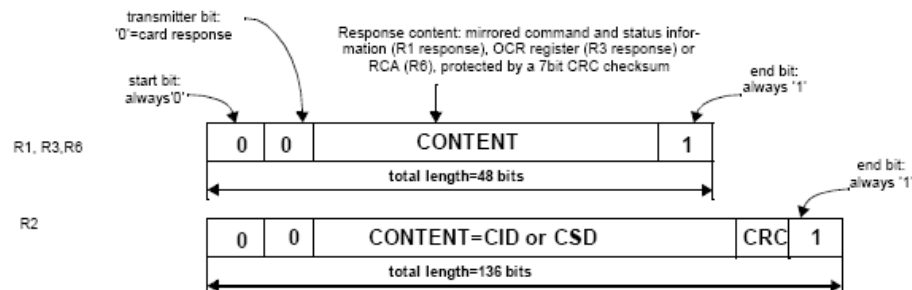 transmitter bit:
'0'=card response
Response content: mirrored command and status infor-
mation (R1 response), OCR register (R3 response) or
RCA (R6), protected by a 7bit CRC checksum
start bit:
always'0'
end bit:
always '1'
R1, R3,R6
0 0 CONTENT 1
total length=48 bits
end bit:
always '1'
R2
0 0 CONTENT=CID or CSD CRC 1
total length=136 bits